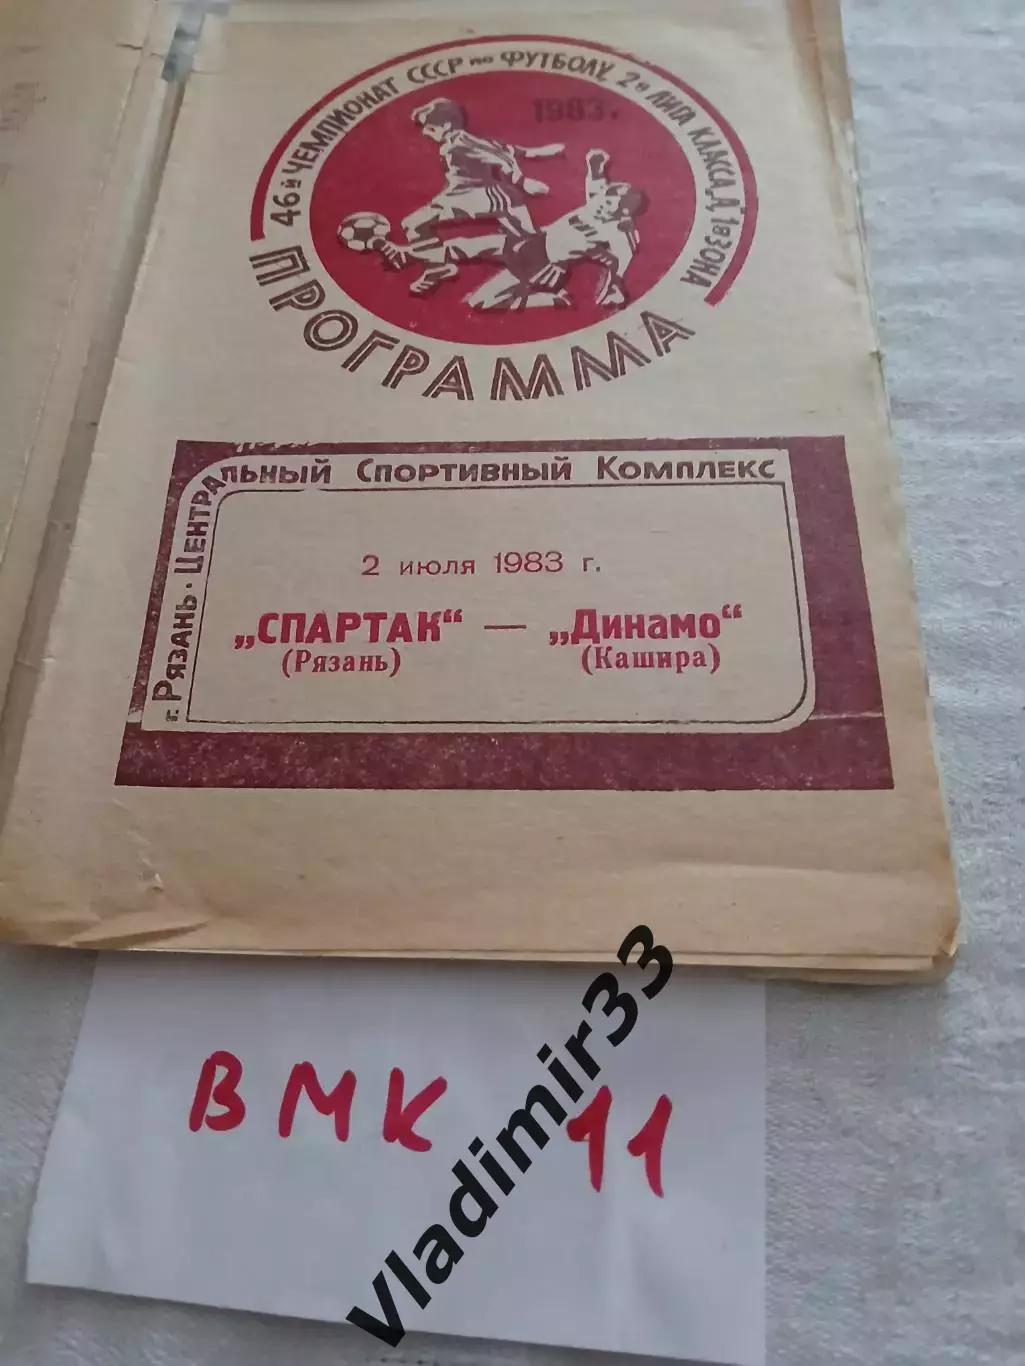 46й ЧЕМПИОНАТ СССР по ФУТБОЛУ, 2я ЛИГА КЛАССА „А" 1я ЗОНА
1983 г.
ПРОГРАММА
г. РЯЗАНЬ · ЦЕНТРАЛЬНЫЙ СПОРТИВНЫЙ КОМПЛЕКС
2 июля 1983 г.
„СПАРТАК“ — „Динамо“
(Рязань) (Кашира)
ВМК 11
Vladimir33